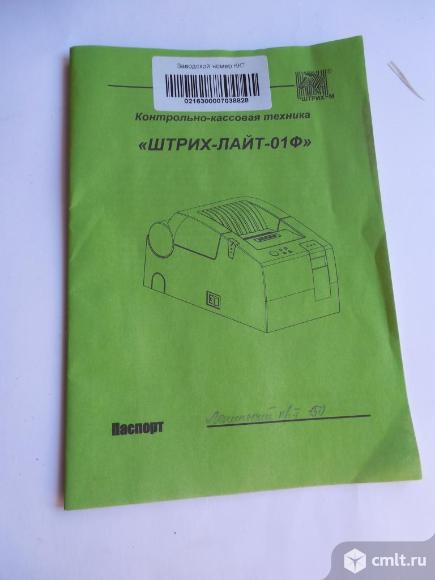 Заводской номер ККТ
0216300007038828
ШТРИХ-М
Контрольно-кассовая техника
«ШТРИХ-ЛАЙТ-01Ф»
Паспорт
cmlt.ru